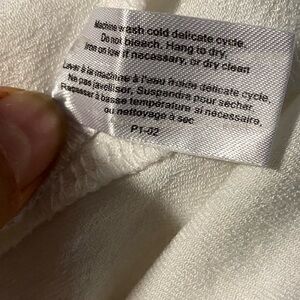 Machine wash cold delicate cycle.
Do not bleach. Hang to dry,
Iron on low if necessary, or dry clean
Laver à la machine à l'eau froide délicate cycle.
Ne pas javelliser, Suspendre pour sécher.
Repasser à basse température si nécessaire,
ou nettoyage à sec
P1-02